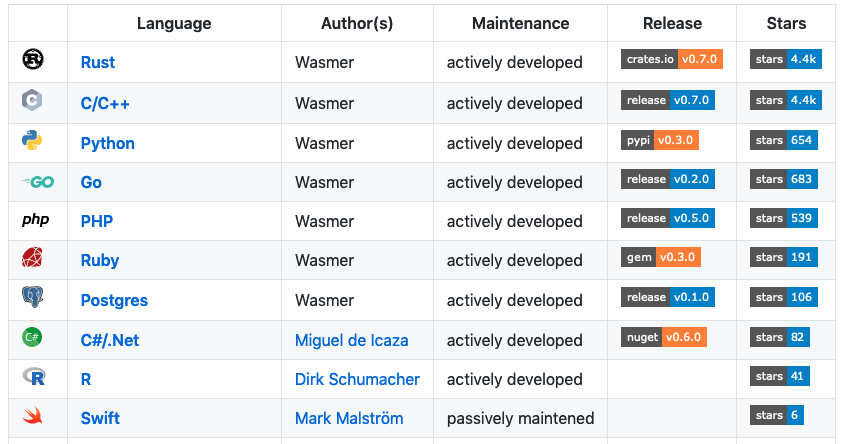 Language Author(s) Maintenance Release Stars
R Rust Wasmer actively developed crates.io v0.7.0 stars 4.4k
C C/C++ Wasmer actively developed release v0.7.0 stars 4.4k
Python Wasmer actively developed pypi v0.3.0 stars 654
GO Go Wasmer actively developed release v0.2.0 stars 683
php PHP Wasmer actively developed release v0.5.0 stars 539
Ruby Wasmer actively developed gem v0.3.0 stars 191
Postgres Wasmer actively developed release v0.1.0 stars 106
C# C#/.Net Miguel de Icaza actively developed nuget v0.6.0 stars 82
R R Dirk Schumacher actively developed stars 41
Swift Mark Malström passively maintened stars 6